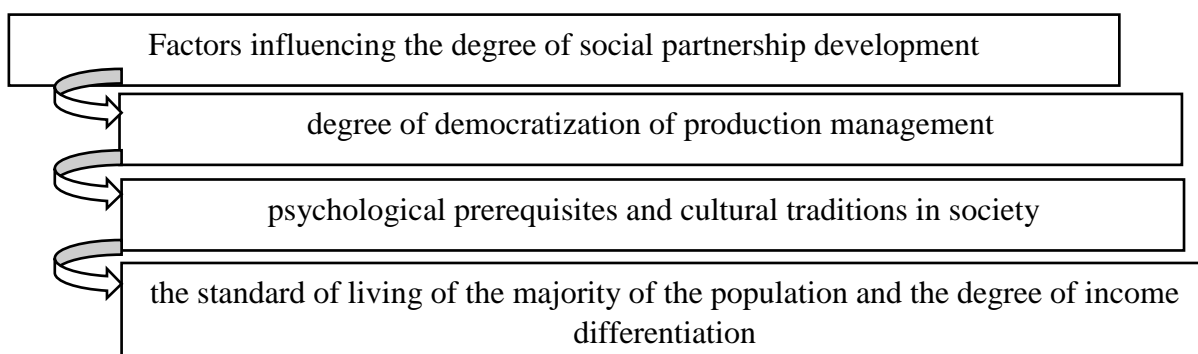 Factors influencing the degree of social partnership development
degree of democratization of production management
psychological prerequisites and cultural traditions in society
the standard of living of the majority of the population and the degree of income
differentiation